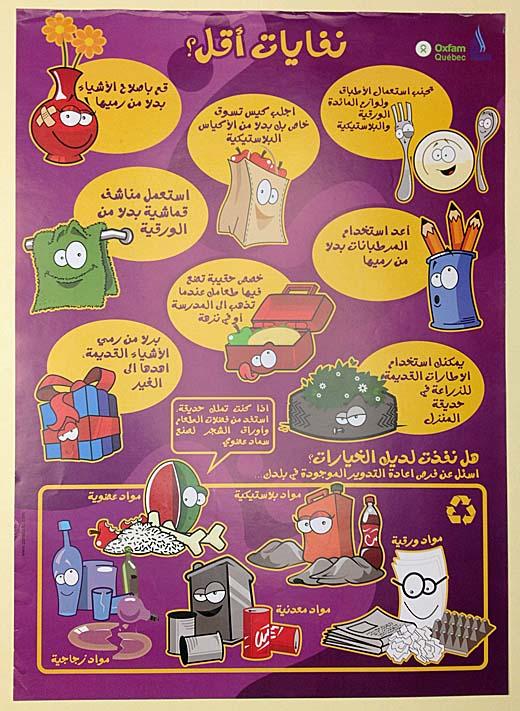 نفايات أقل؟
Oxfam
Québec
قم باصلاح الأشياء
بدلا من رميها
اجلب كيس تسوق
خاص بك بدلا من الأكياس
البلاستيكية
تجنب استعمال الأطباق
ولوازم المائدة
الورقية
والبلاستيكية
استعمل مناشف
قماشية بدلا من
الورقية
أعد استخدام
المرطبانات بدلا
من رميها
خصص حقيبة تضع
فيها طعامك عندما
تذهب الى المدرسة
أو في نزهة
بدلا من رمي
الأشياء القديمة،
اهدها الى
الغير
يمكنك استخدام
الاطارات القديمة
للزراعة في
حديقة
المنزل
اذا كنت تملك حديقة،
استفد من فضلات الطعام
وأوراق الشجر لصنع
سماد عضوي
هل نفذت لديك الخيارات؟
اسئل عن فرص اعادة التدوير الموجودة في بلدك...
مواد عضوية
مواد بلاستيكية
مواد ورقية
مواد معدنية
مواد زجاجية